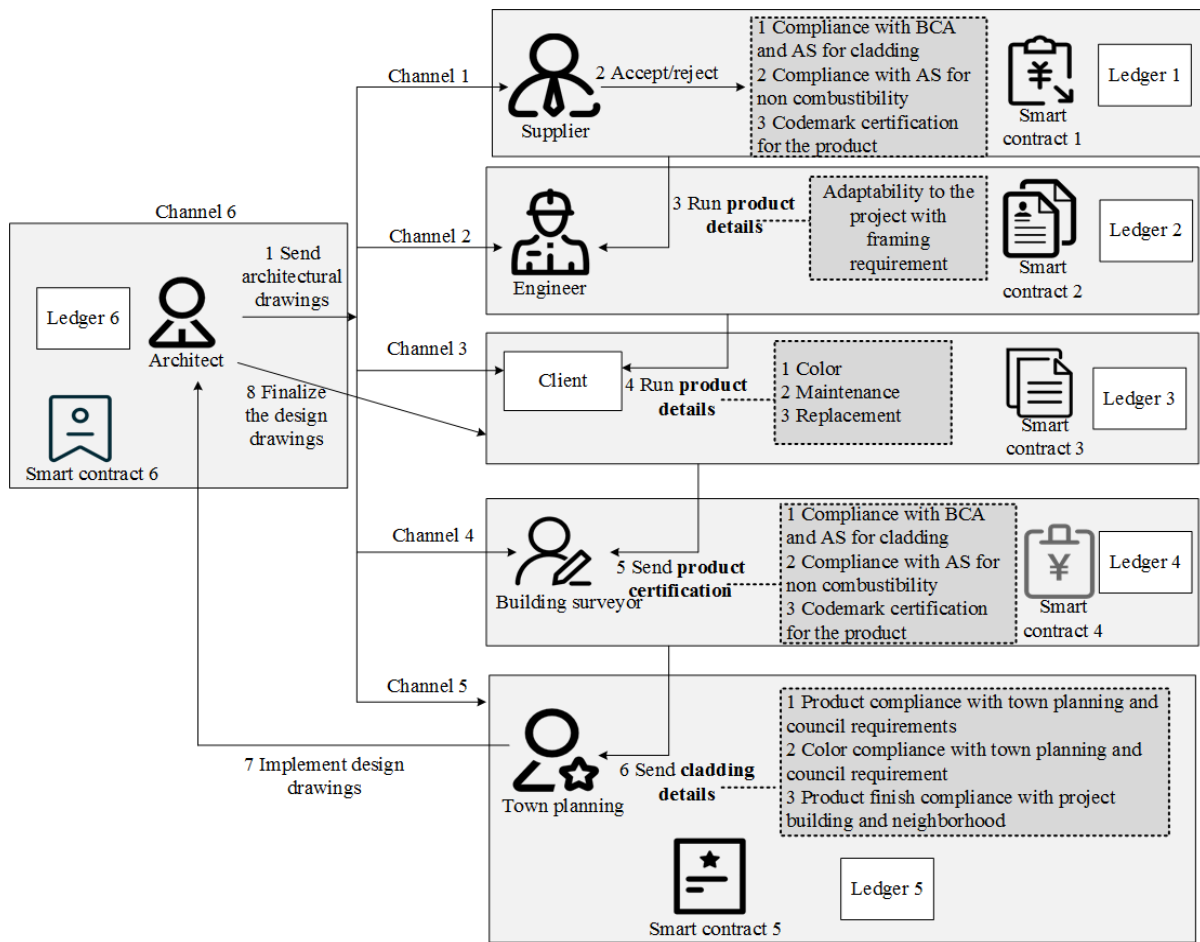 Channel 6
Ledger 6
Architect
Smart contract 6
1 Send
architectural
drawings
8 Finalize
the design
drawings
7 Implement design
drawings
Channel 1
Supplier
2 Accept/reject
1 Compliance with BCA
and AS for cladding
2 Compliance with AS for
non combustibility
3 Codemark certification
for the product
¥
Smart
contract 1
Ledger 1
Channel 2
Engineer
3 Run product
details
Adaptability to the
project with
framing
requirement
Smart
contract 2
Ledger 2
Channel 3
Client
4 Run product
details
1 Color
2 Maintenance
3 Replacement
Smart
contract 3
Ledger 3
Channel 4
Building surveyor
5 Send product
certification
1 Compliance with BCA
and AS for cladding
2 Compliance with AS for
non combustibility
3 Codemark certification
for the product
¥
Smart
contract 4
Ledger 4
Channel 5
Town planning
6 Send cladding
details
1 Product compliance with town planning and
council requirements
2 Color compliance with town planning and
council requirement
3 Product finish compliance with project
building and neighborhood
Smart contract 5
Ledger 5